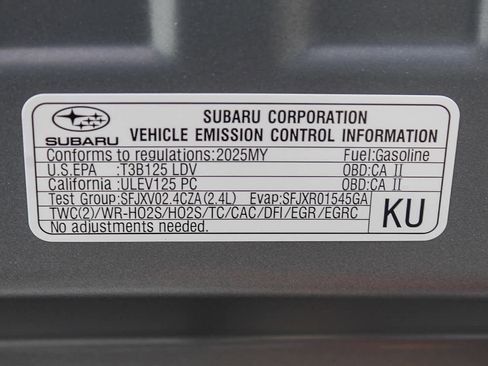 SUBARU CORPORATION
SUBARU VEHICLE EMISSION CONTROL INFORMATION
Conforms to regulations:2025MY Fuel:Gasoline
U.S.EPA :T3B125 LDV OBD:CA II
California :ULEV125 PC OBD:CA II
Test Group:SFJXV02.4CZA(2.4L) Evap:SFJXR01545GA
TWC(2)/WR-HO2S/HO2S/TC/CAC/DFI/EGR/EGRC
No adjustments needed.
KU